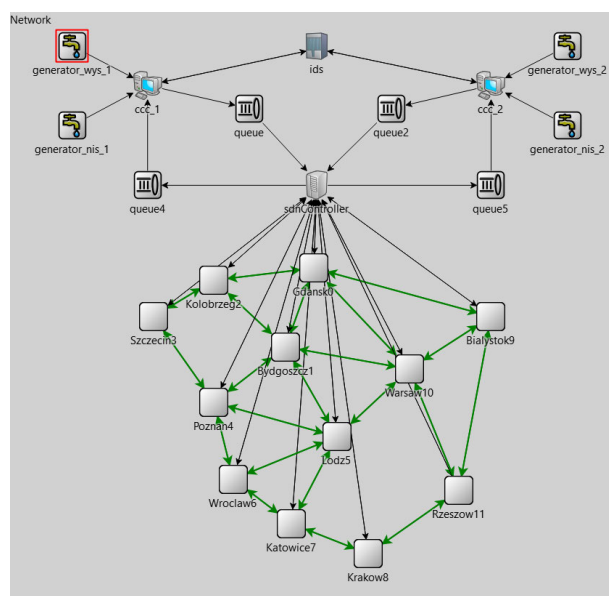 Network
generator_wys_1
ids
generator_wys_2
ccc_1
ccc_2
queue
queue2
generator_nis_1
generator_nis_2
queue4
sdnController
queue5
Gdansk0
Kolobrzeg2
Szczecin3
Bialystok9
Bydgoszcz1
Warsaw10
Poznan4
Lodz5
Wroclaw6
Rzeszow11
Katowice7
Krakow8